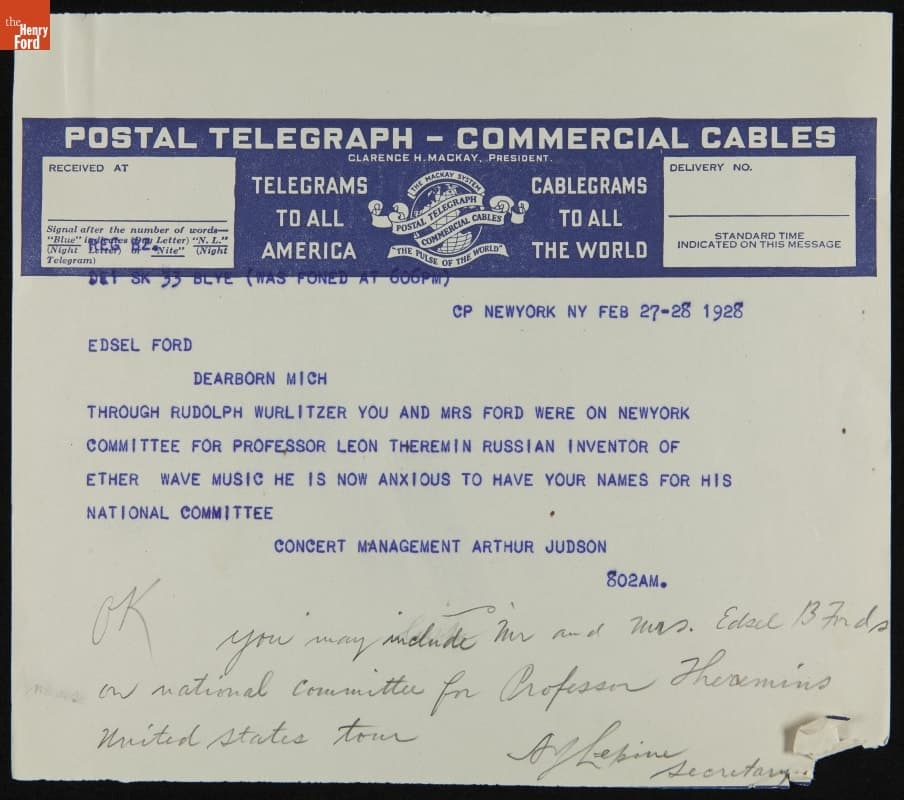 the
Henry
Ford
POSTAL TELEGRAPH – COMMERCIAL CABLES
CLARENCE H. MACKAY, PRESIDENT.
RECEIVED AT
Signal after the number of words—
"Blue" indicates (Day Letter) "N. L."
(Night Letter) or "Nite" (Night
Telegram)
TELEGRAMS
TO ALL
AMERICA
THE MACKAY SYSTEM
POSTAL TELEGRAPH
COMMERCIAL CABLES
"THE PULSE OF THE WORLD"
CABLEGRAMS
TO ALL
THE WORLD
DELIVERY NO.
STANDARD TIME
INDICATED ON THIS MESSAGE
SK 33 BLYE (WAS FONED AT 606PM)
CP NEWYORK NY FEB 27-28 1928
EDSEL FORD
DEARBORN MICH
THROUGH RUDOLPH WURLITZER YOU AND MRS FORD WERE ON NEWYORK
COMMITTEE FOR PROFESSOR LEON THEREMIN RUSSIAN INVENTOR OF
ETHER WAVE MUSIC HE IS NOW ANXIOUS TO HAVE YOUR NAMES FOR HIS
NATIONAL COMMITTEE
CONCERT MANAGEMENT ARTHUR JUDSON
802AM.
OK
you may include Mr and Mrs. Edsel B Fords
on national committee for Professor Theremins
United States tour
A J Lepine
secretary